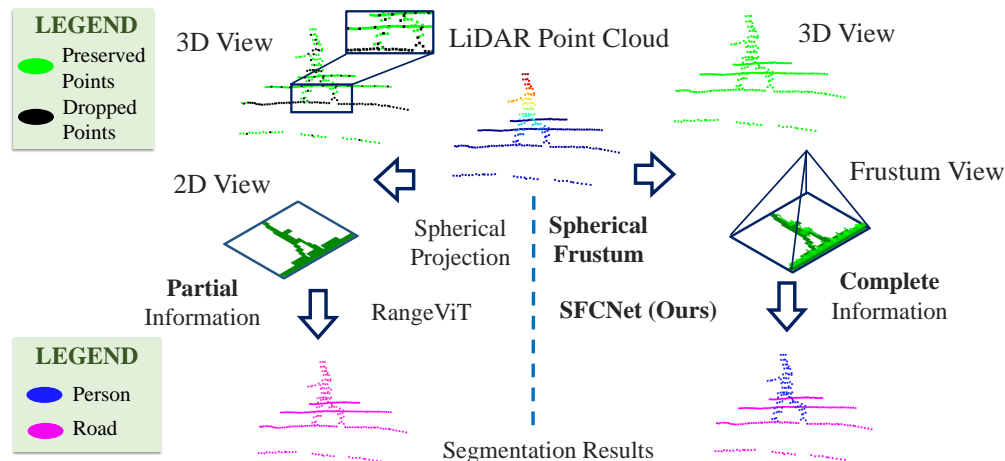 LEGEND
Preserved
Points
Dropped
Points
3D View
LiDAR Point Cloud
3D View
2D View
Frustum View
Spherical
Projection
Spherical
Frustum
Partial
Information
RangeViT
SFCNet (Ours)
Complete
Information
LEGEND
Person
Road
Segmentation Results